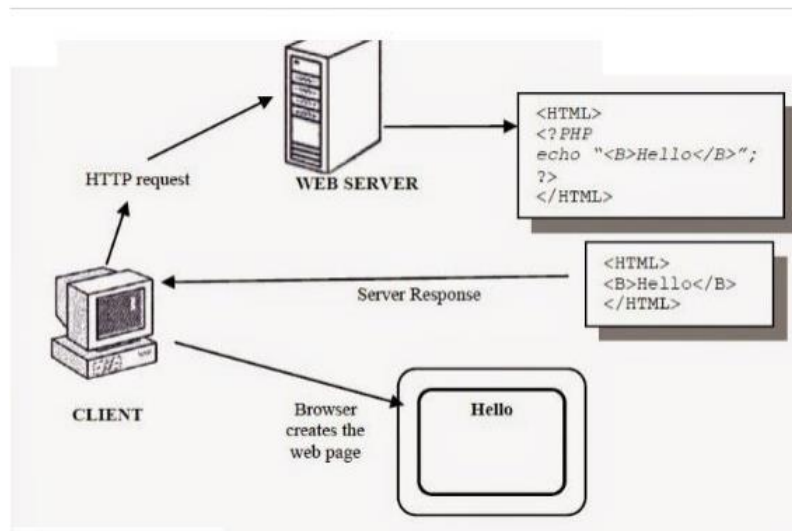 HTTP request
WEB SERVER
<HTML>
<?PHP
echo “<B>Hello</B>”;
?>
</HTML>
<HTML>
<B>Hello</B>
</HTML>
Server Response
CLIENT
Browser
creates the
web page
Hello